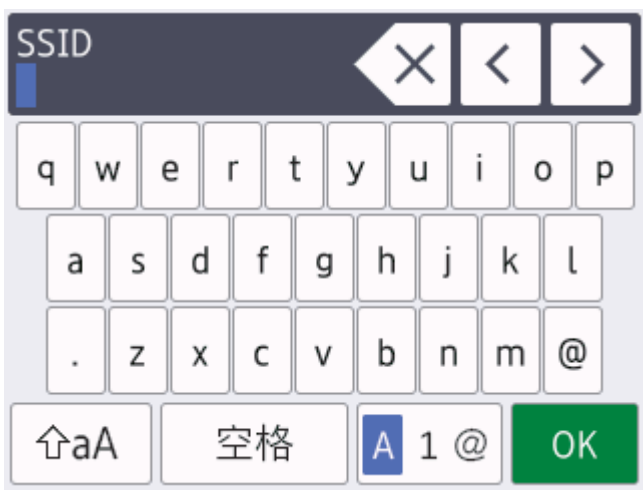 SSID
q w e r t y u i o p
a s d f g h j k l
. z x c v b n m @
aA 空格 A 1 @ OK